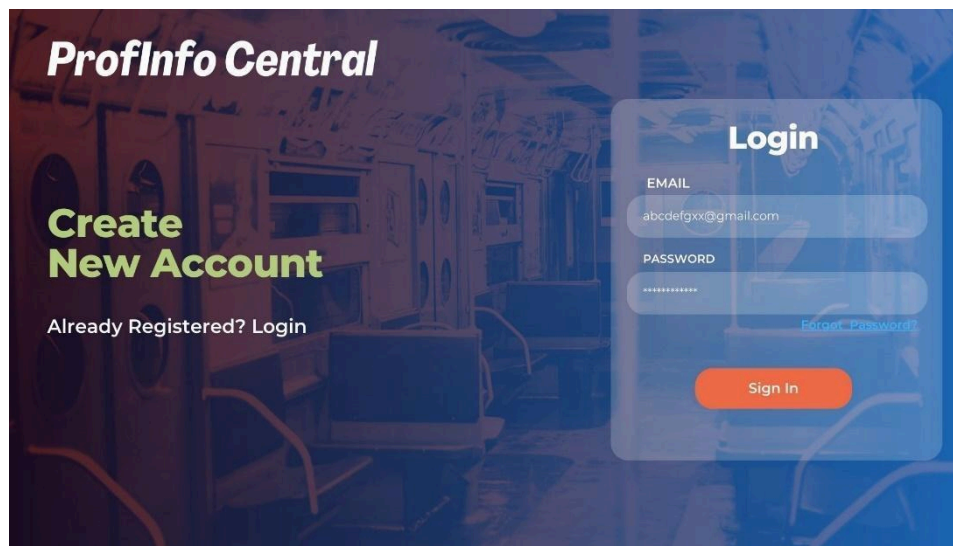 ProfInfo Central
Create
New Account
Already Registered? Login
Login
EMAIL
abcdefgxx@gmail.com
PASSWORD
************
Forgot Password?
Sign In